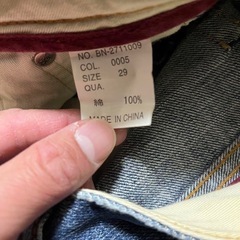 NO. BN-2711009
COL. 0005
SIZE 29
QUA.
綿 100%
MADE IN CHINA